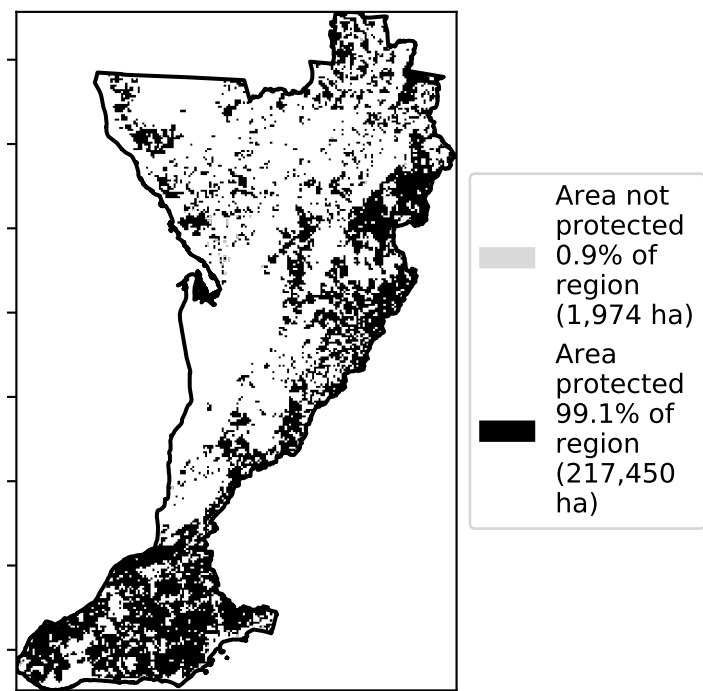 Area not
protected
0.9% of
region
(1,974 ha)
Area
protected
99.1% of
region
(217,450
ha)